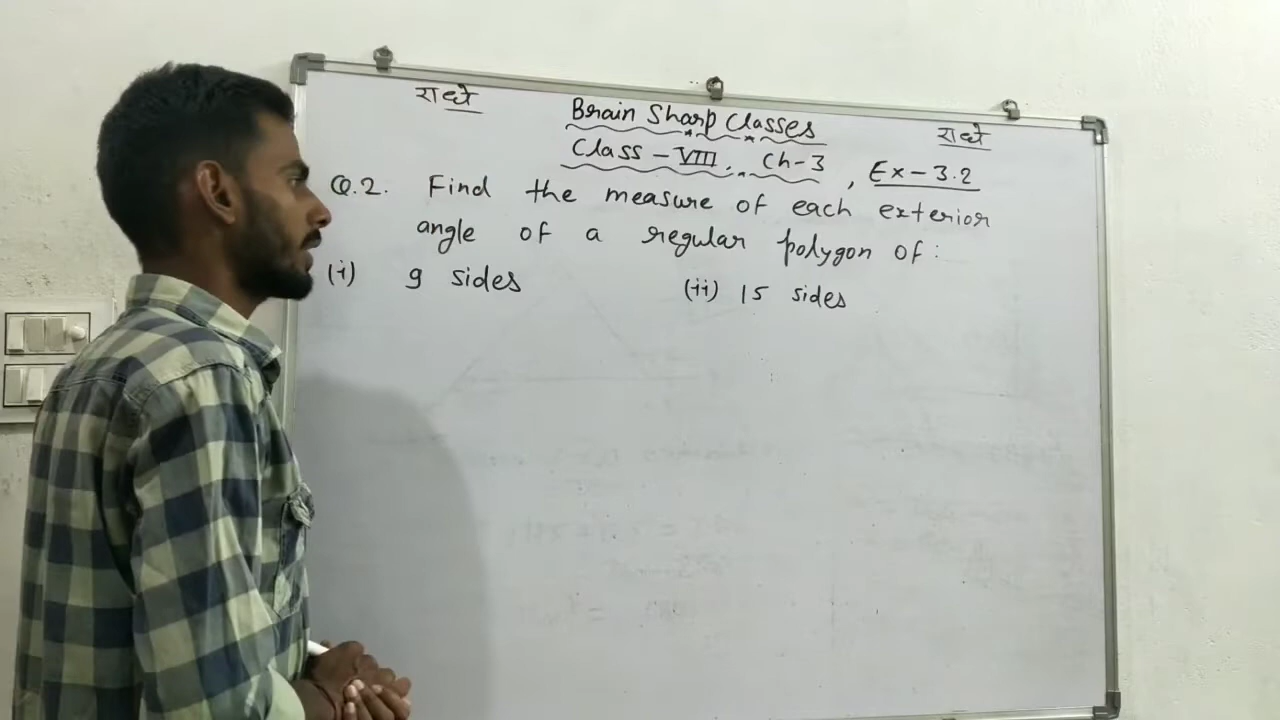 राधे
Brain Sharp Classes
राधे
Class - VIII, Ch-3, Ex-3.2
Q.2. Find the measure of each exterior
angle of a regular polygon of:
(i) 9 sides (ii) 15 sides